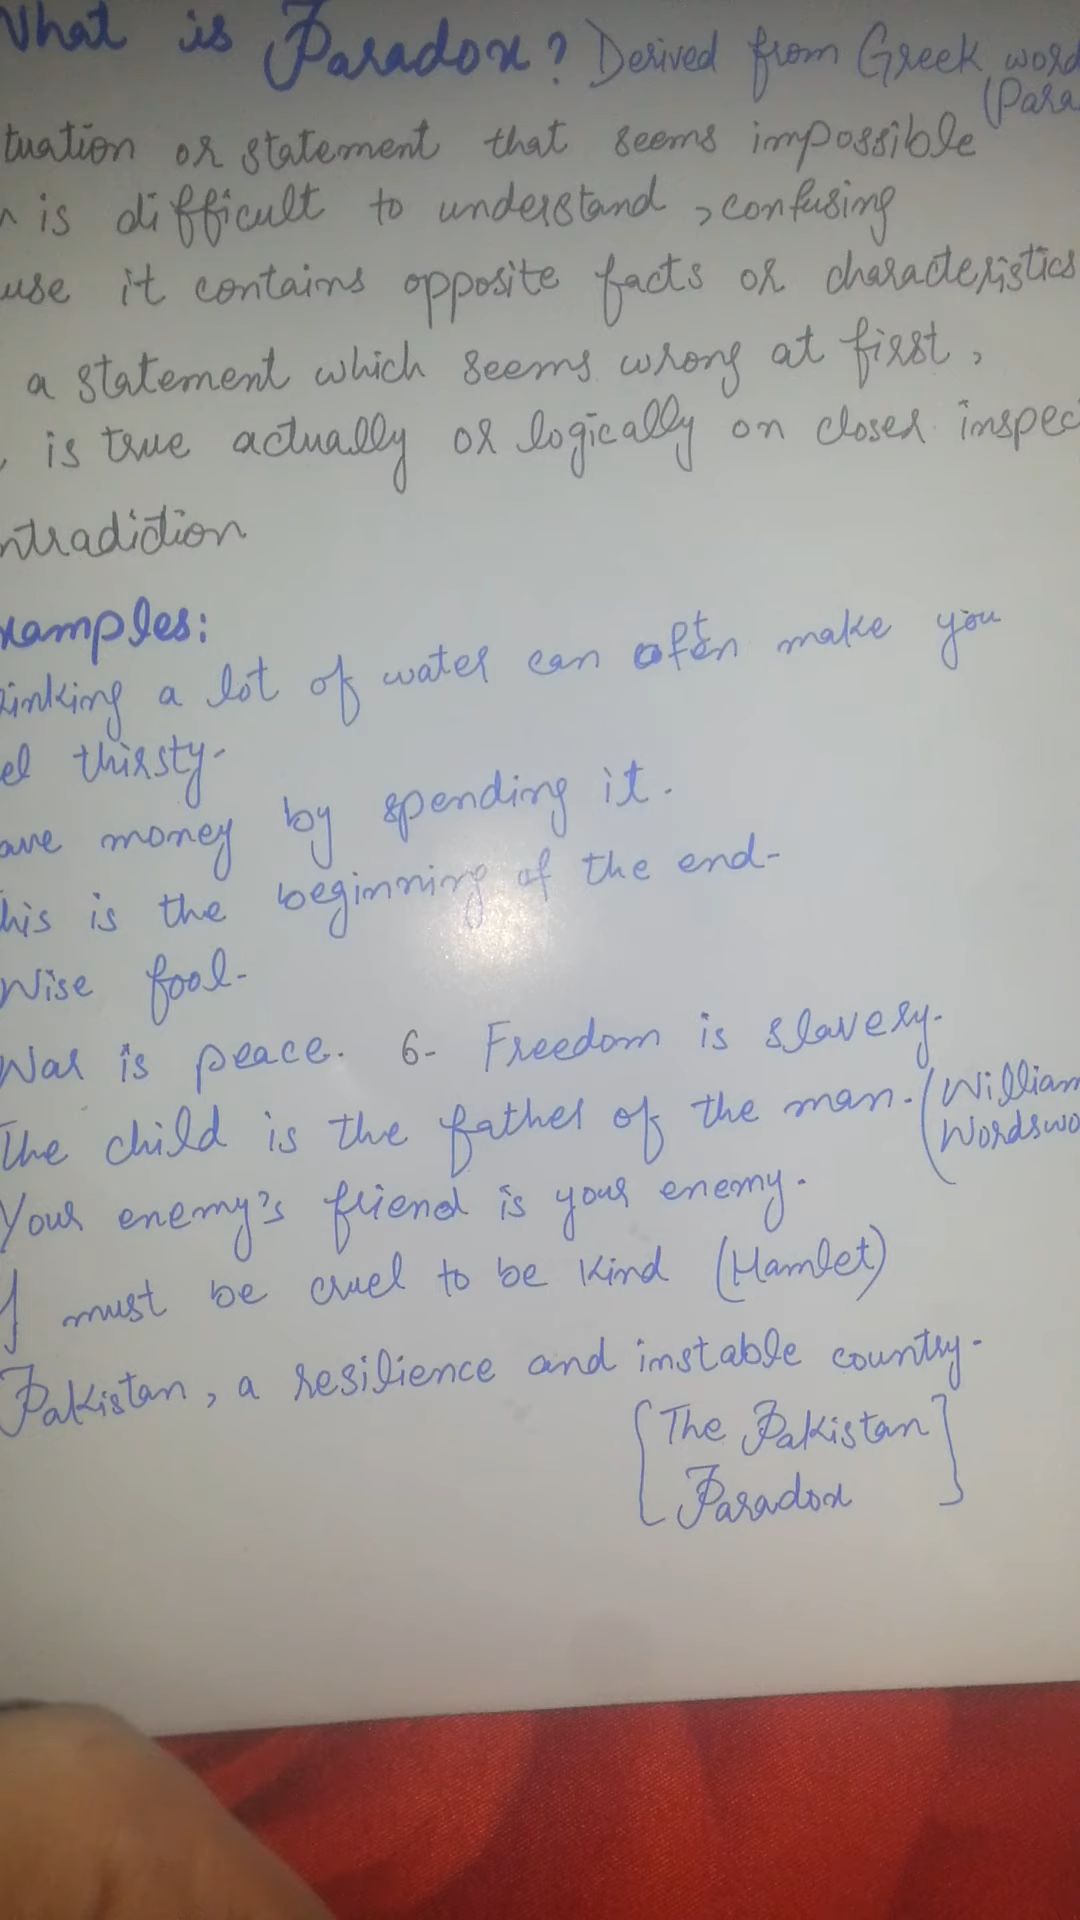 What is Paradox? Derived from Greek word
(Para
tuation or statement that seems impossible
is difficult to understand, confusing
use it contains opposite facts or characteristics
a statement which seems wrong at first,
is true actually or logically on closer inspec
ntradiction
xamples:
rinking a lot of water can often make you
el thirsty.
ave money by spending it.
his is the beginning of the end-
Wise fool-
War is peace. 6- Freedom is slavery.
The child is the father of the man. (William
Wordswo
Your enemy's friend is your enemy.
I must be cruel to be kind (Hamlet)
Pakistan, a resilience and instable country.
[The Pakistan
Paradox]